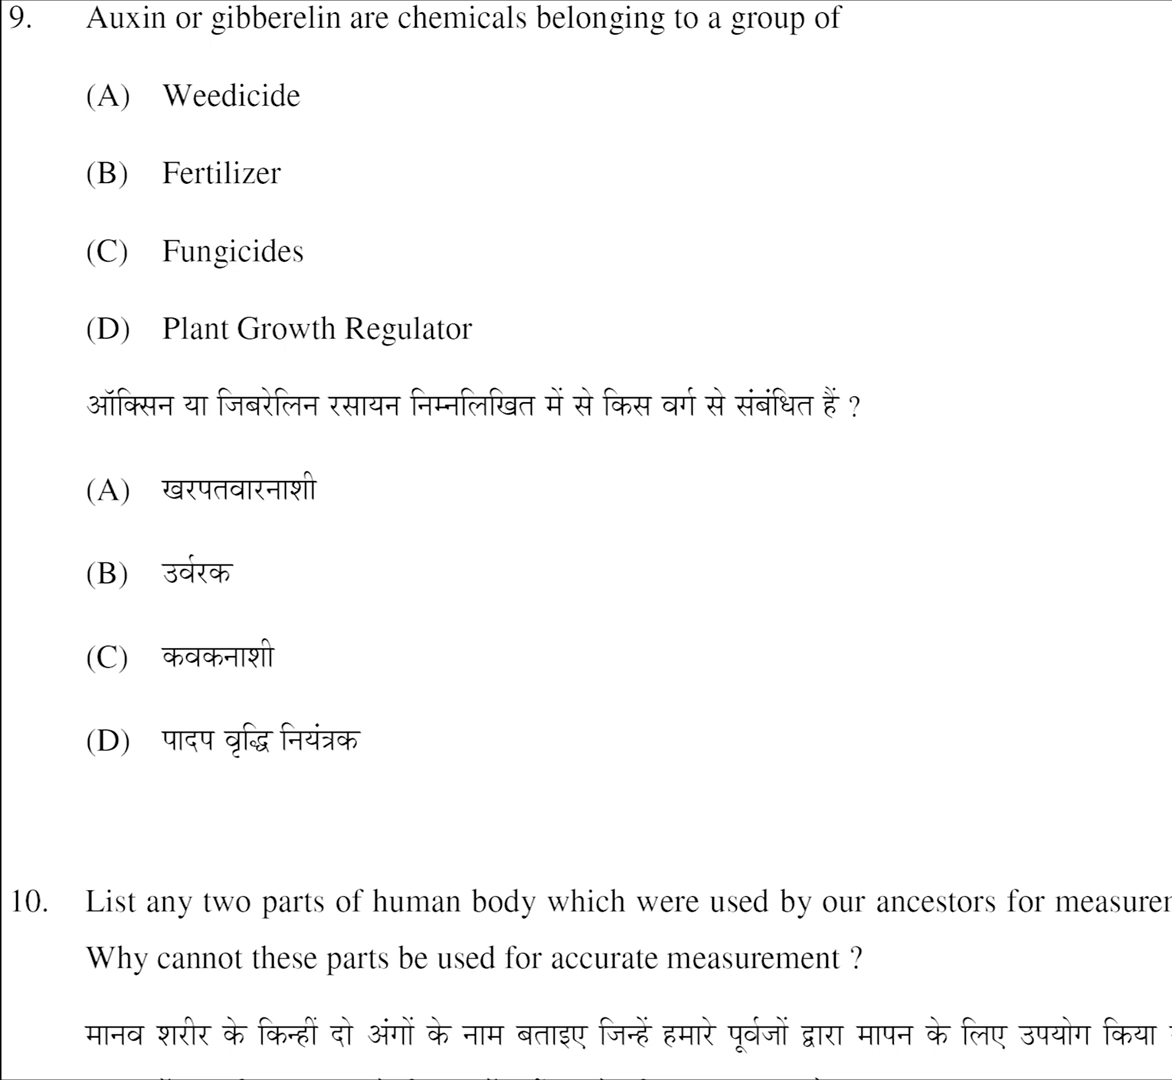 9. Auxin or gibberelin are chemicals belonging to a group of
(A) Weedicide
(B) Fertilizer
(C) Fungicides
(D) Plant Growth Regulator
ऑक्सिन या जिबरेलिन रसायन निम्नलिखित में से किस वर्ग से संबंधित हैं ?
(A) खरपतवारनाशी
(B) उर्वरक
(C) कवकनाशी
(D) पादप वृद्धि नियंत्रक
10. List any two parts of human body which were used by our ancestors for
Why cannot these parts be used for accurate measurement ?
मानव शरीर के किन्हीं दो अंगों के नाम बताइए जिन्हें हमारे पूर्वजों द्वारा मापन के लिए उपयोग किया